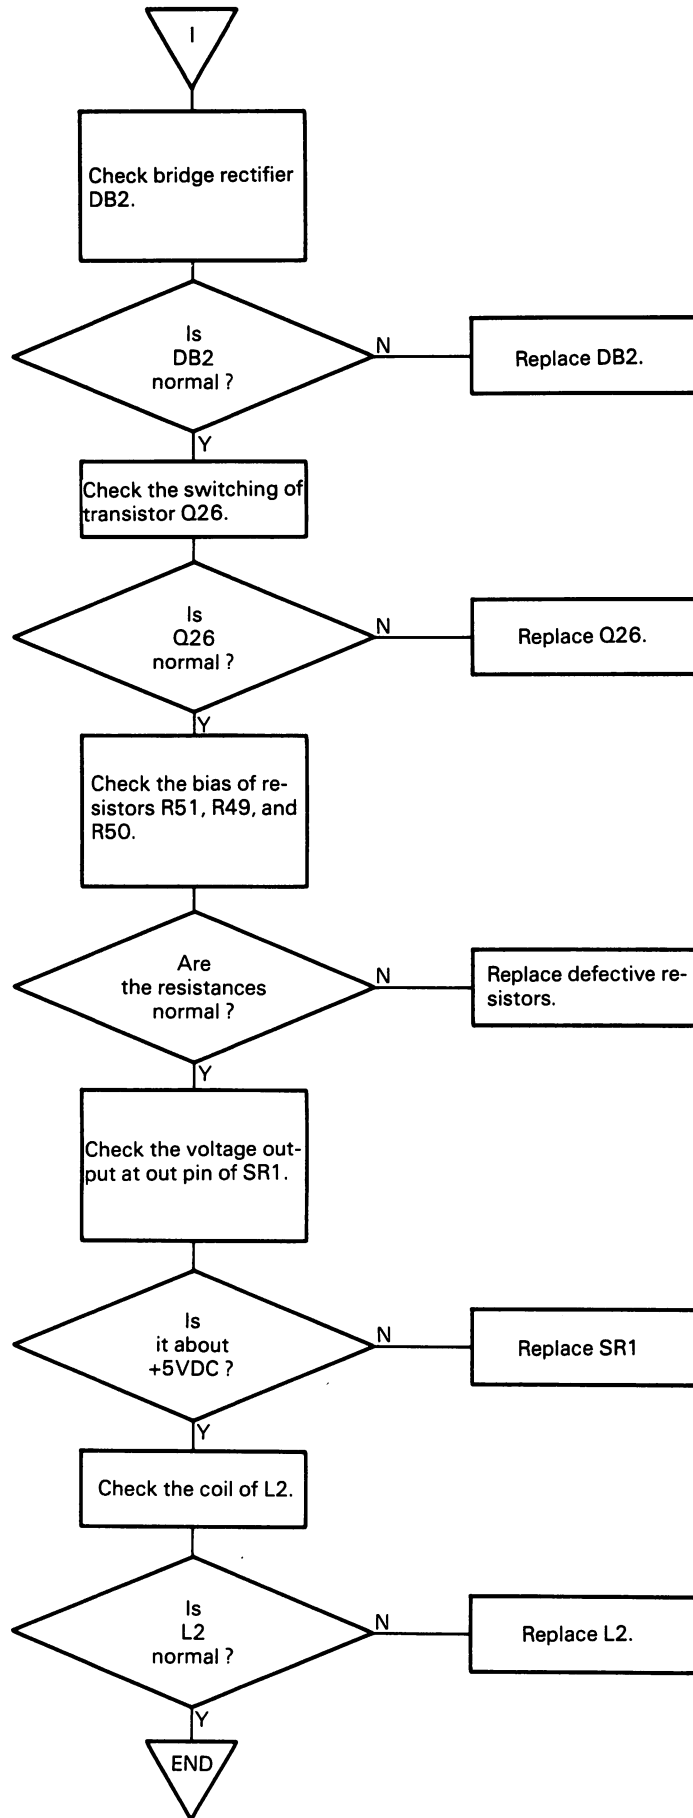 I
Check bridge rectifier
DB2.
Is
DB2
normal ?
N
Replace DB2.
Y
Check the switching of
transistor Q26.
Is
Q26
normal ?
N
Replace Q26.
Y
Check the bias of re-
sistors R51, R49, and
R50.
Are
the resistances
normal ?
N
Replace defective re-
sistors.
Y
Check the voltage out-
put at out pin of SR1.
Is
it about
+5VDC ?
N
Replace SR1
Y
Check the coil of L2.
Is
L2
normal ?
N
Replace L2.
Y
END